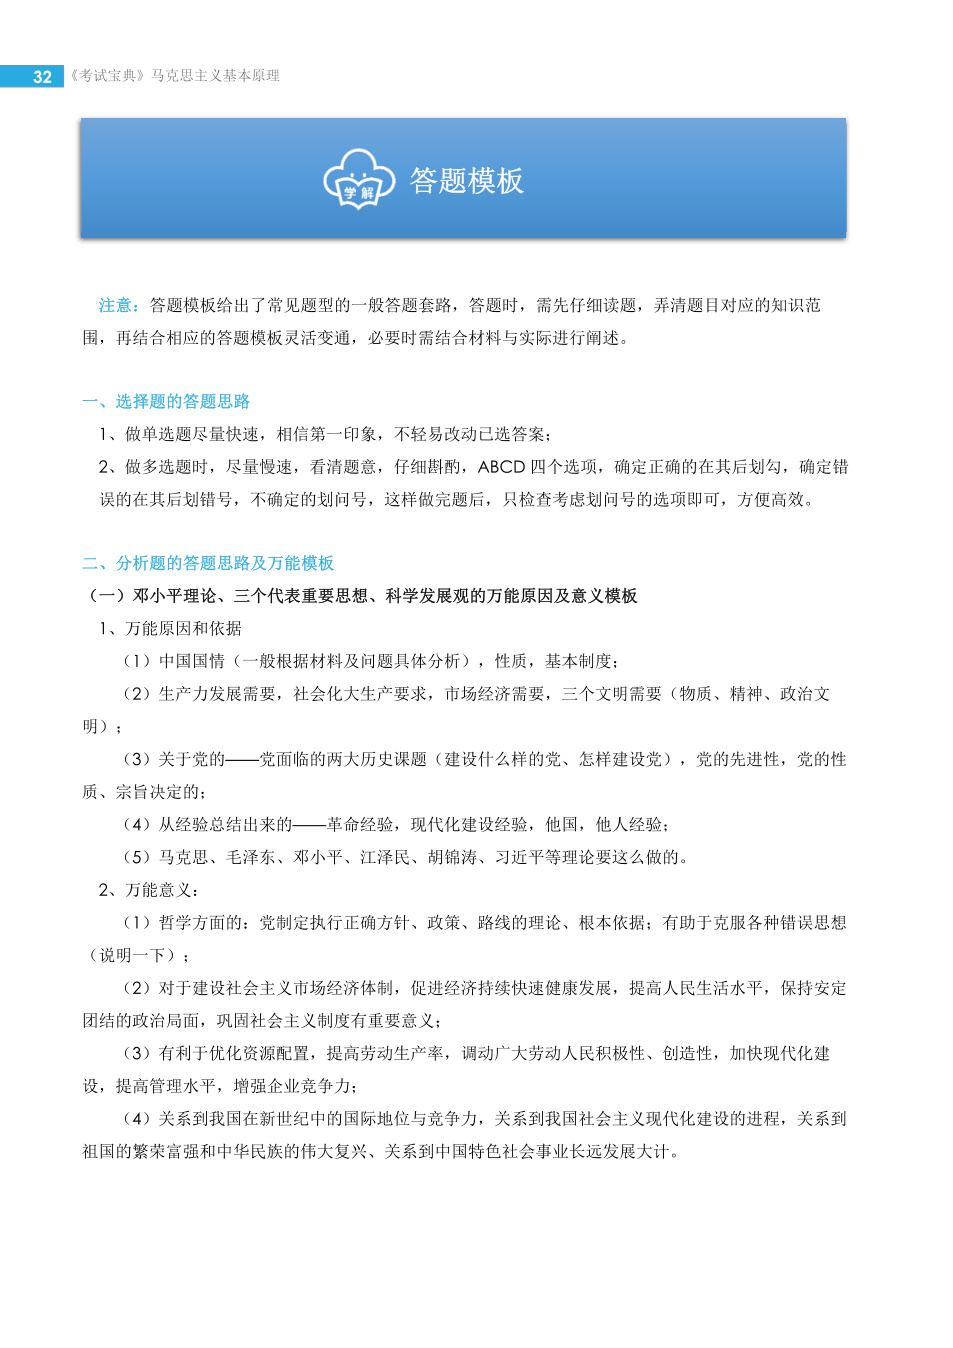 32 《考试宝典》马克思主义基本原理
学解
答题模板
注意：答题模板给出了常见题型的一般答题套路，答题时，需先仔细读题，弄清题目对应的知识范
围，再结合相应的答题模板灵活变通，必要时需结合材料与实际进行阐述。
一、选择题的答题思路
1、做单选题尽量快速，相信第一印象，不轻易改动已选答案；
2、做多选题时，尽量慢速，看清题意，仔细斟酌，ABCD 四个选项，确定正确的在其后划勾，确定错
误的在其后划错号，不确定的划问号，这样做完题后，只检查考虑划问号的选项即可，方便高效。
二、分析题的答题思路及万能模板
（一）邓小平理论、三个代表重要思想、科学发展观的万能原因及意义模板
1、万能原因和依据
（1）中国国情（一般根据材料及问题具体分析），性质，基本制度；
（2）生产力发展需要，社会化大生产要求，市场经济需要，三个文明需要（物质、精神、政治文
明）；
（3）关于党的——党面临的两大历史课题（建设什么样的党、怎样建设党），党的先进性，党的性
质、宗旨决定的；
（4）从经验总结出来的——革命经验，现代化建设经验，他国，他人经验；
（5）马克思、毛泽东、邓小平、江泽民、胡锦涛、习近平等理论要这么做的。
2、万能意义：
（1）哲学方面的：党制定执行正确方针、政策、路线的理论、根本依据；有助于克服各种错误思想
（说明一下）；
（2）对于建设社会主义市场经济体制，促进经济持续快速健康发展，提高人民生活水平，保持安定
团结的政治局面，巩固社会主义制度有重要意义；
（3）有利于优化资源配置，提高劳动生产率，调动广大劳动人民积极性、创造性，加快现代化建
设，提高管理水平，增强企业竞争力；
（4）关系到我国在新世纪中的国际地位与竞争力，关系到我国社会主义现代化建设的进程，关系到
祖国的繁荣富强和中华民族的伟大复兴、关系到中国特色社会事业长远发展大计。